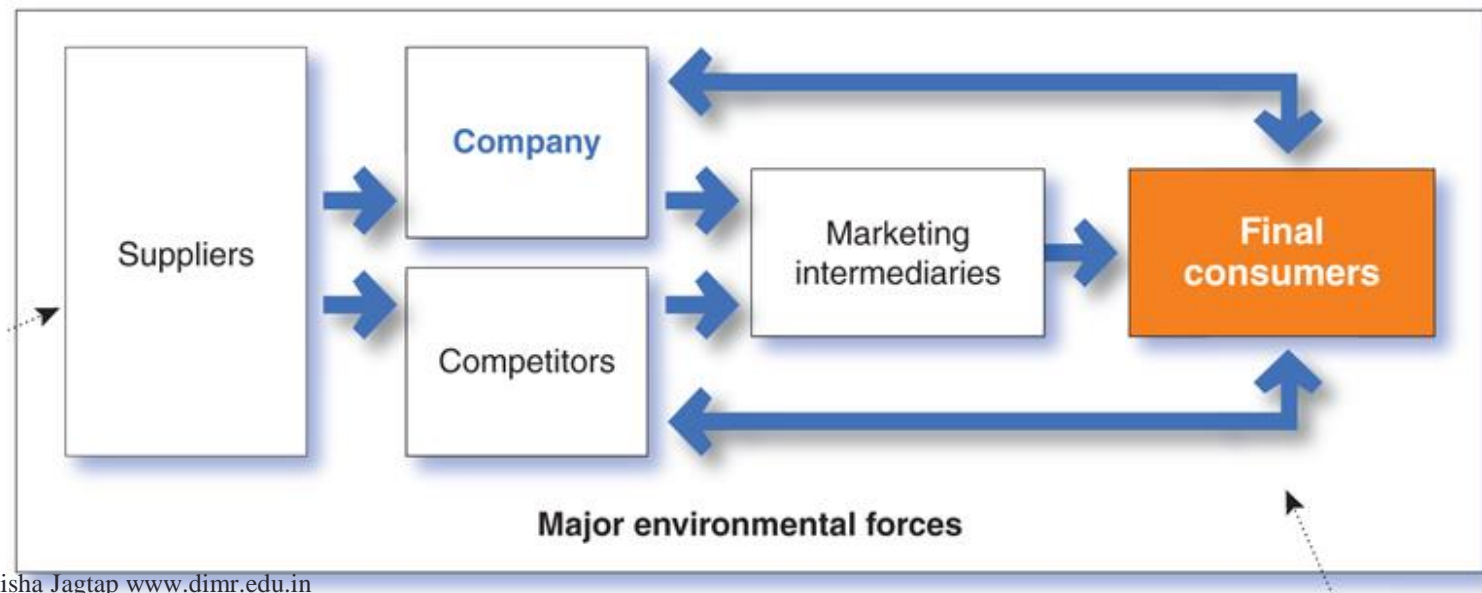 Suppliers
Company
Competitors
Marketing
intermediaries
Final
consumers
Major environmental forces
isha Jagtap www.dimr.edu.in